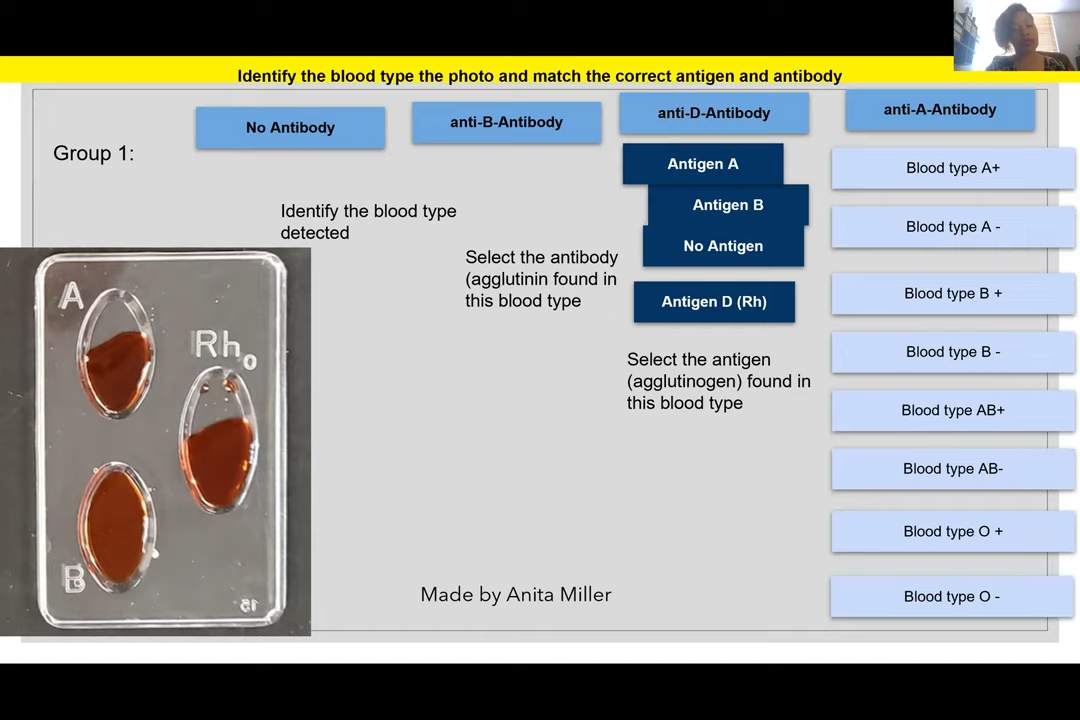 Identify the blood type the photo and match the correct antigen and antibody
No Antibody
anti-B-Antibody
anti-D-Antibody
anti-A-Antibody
Group 1:
Antigen A
Antigen B
No Antigen
Antigen D (Rh)
Blood type A+
Blood type A -
Blood type B +
Blood type B -
Blood type AB+
Blood type AB-
Blood type O +
Blood type O -
Identify the blood type
detected
Select the antibody
(agglutinin found in
this blood type
Select the antigen
(agglutinogen) found in
this blood type
A
Rho
B
15
Made by Anita Miller